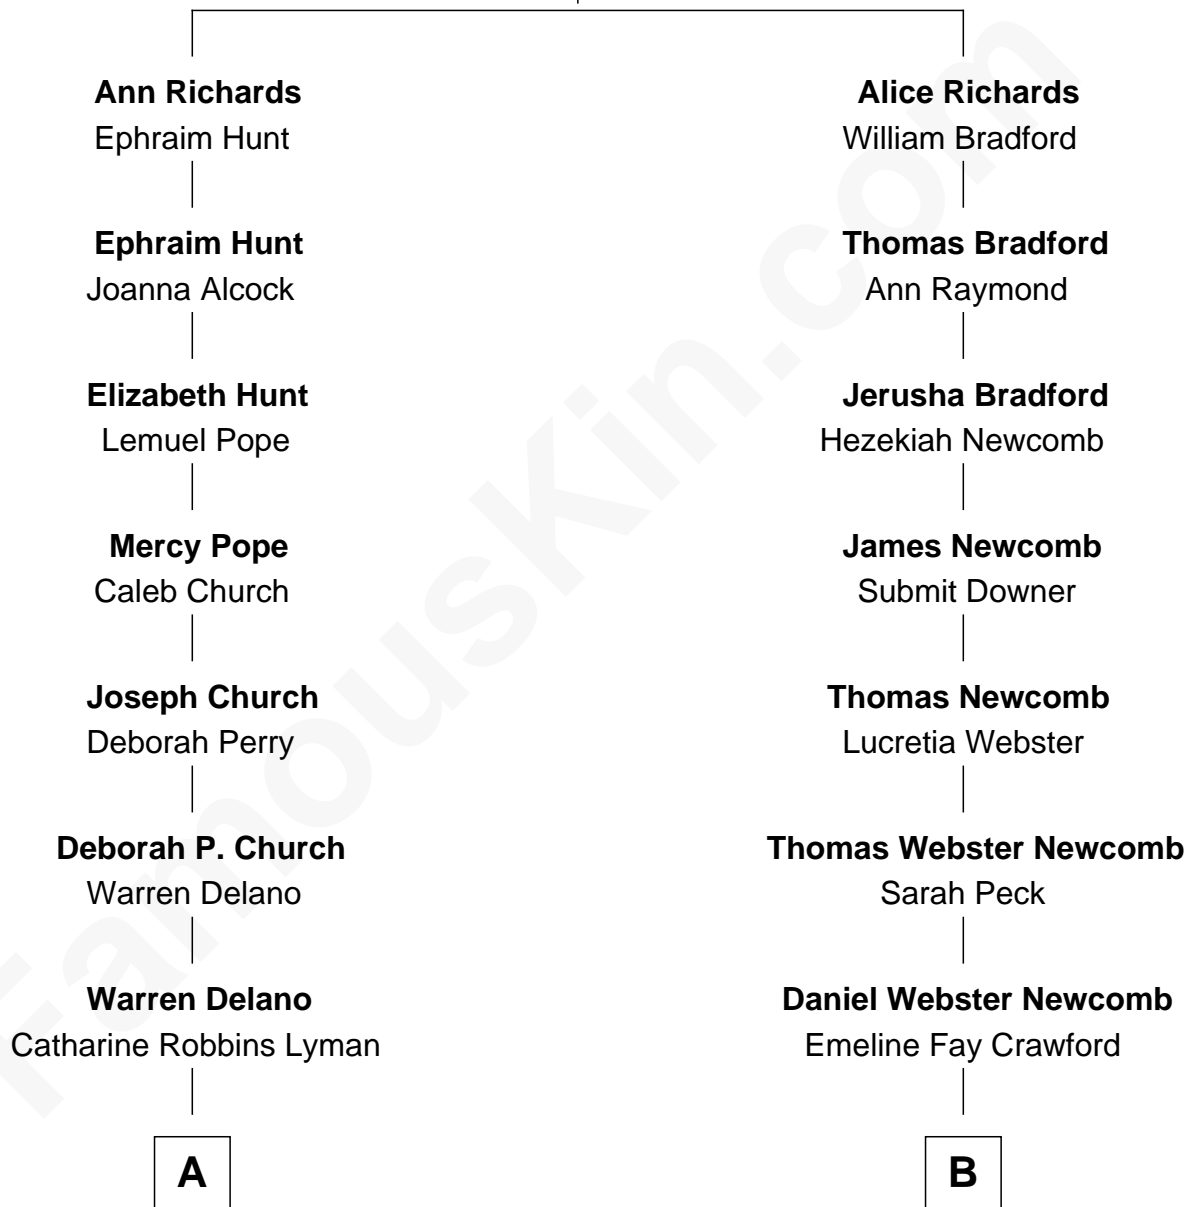 Ann Richards
Ephraim Hunt
Alice Richards
William Bradford
Ephraim Hunt
Joanna Alcock
Thomas Bradford
Ann Raymond
Elizabeth Hunt
Lemuel Pope
Jerusha Bradford
Hezekiah Newcomb
Mercy Pope
Caleb Church
James Newcomb
Submit Downer
Joseph Church
Deborah Perry
Thomas Newcomb
Lucretia Webster
Deborah P. Church
Warren Delano
Thomas Webster Newcomb
Sarah Peck
Warren Delano
Catharine Robbins Lyman
Daniel Webster Newcomb
Emeline Fay Crawford
A
B
FamousKin.com